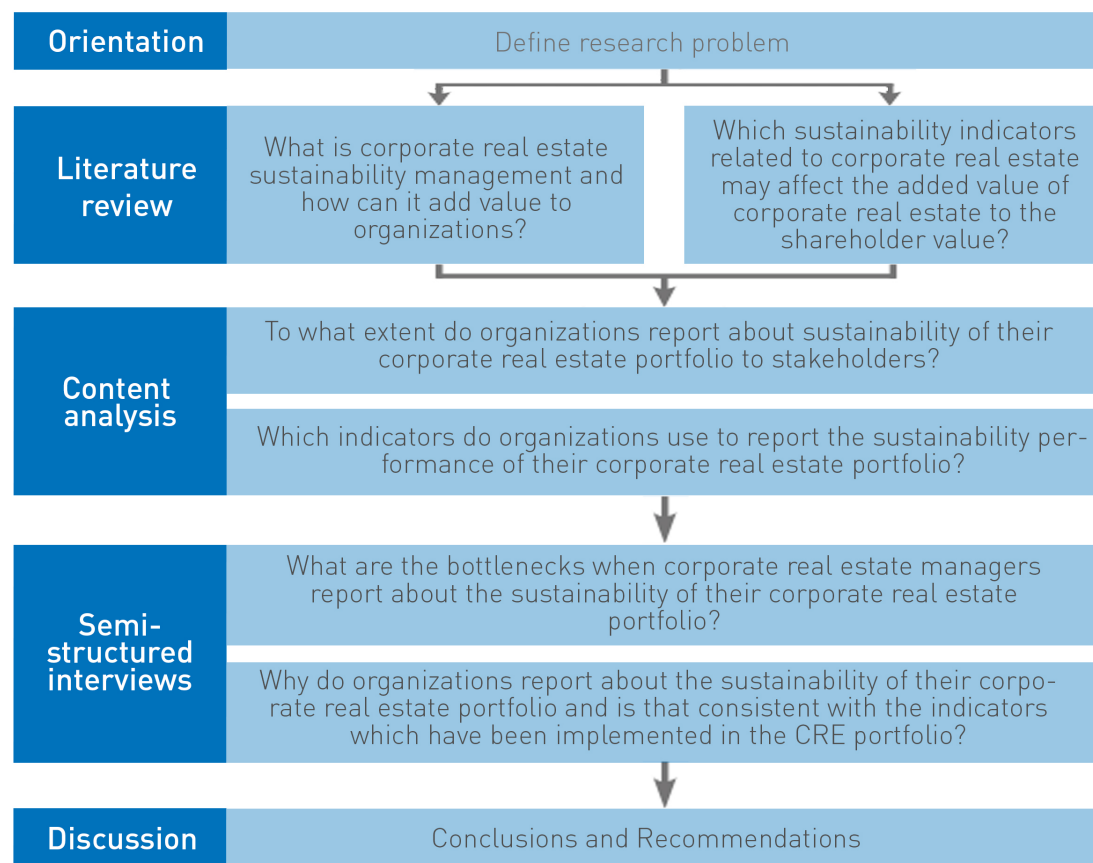 Orientation
Define research problem
Literature
review
What is corporate real estate
sustainability management and
how can it add value to
organizations?
Which sustainability indicators
related to corporate real estate
may affect the added value of
corporate real estate to the
shareholder value?
Content
analysis
To what extent do organizations report about sustainability of their
corporate real estate portfolio to stakeholders?
Which indicators do organizations use to report the sustainability per-
formance of their corporate real estate portfolio?
Semi-
structured
interviews
What are the bottlenecks when corporate real estate managers
report about the sustainability of their corporate real estate
portfolio?
Why do organizations report about the sustainability of their corpo-
rate real estate portfolio and is that consistent with the indicators
which have been implemented in the CRE portfolio?
Discussion
Conclusions and Recommendations